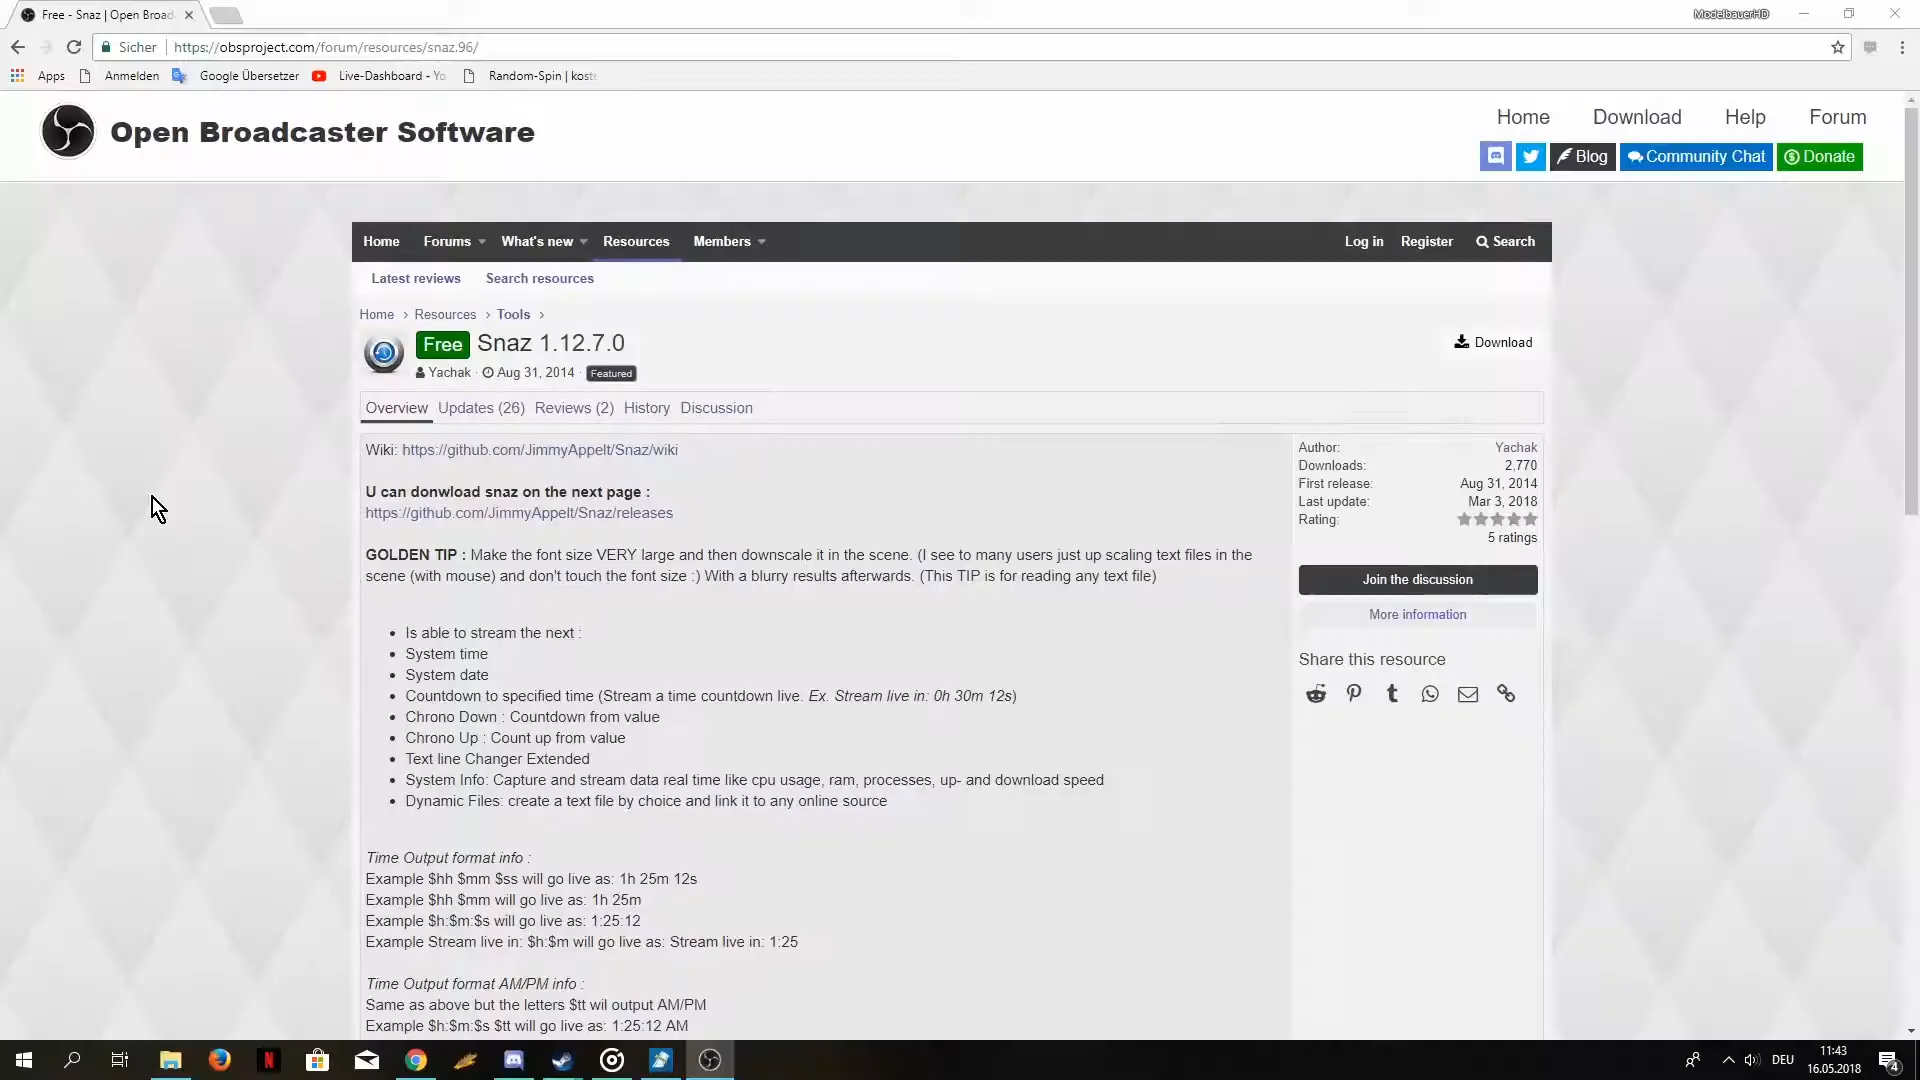 Free - Snaz | Open Broad
ModelbauerHD
Sicher
https://obsproject.com/forum/resources/snaz.96/
Apps
Anmelden
Google Übersetzer
Live-Dashboard - Yo
Random-Spin | kost
Open Broadcaster Software
Home Download Help Forum
Blog Community Chat Donate
Home Forums What's new Resources Members
Log in Register Search
Latest reviews Search resources
Home › Resources › Tools ›
Free Snaz 1.12.7.0
Download
Yachak · Aug 31, 2014 · Featured
Overview Updates (26) Reviews (2) History Discussion
Wiki: https://github.com/JimmyAppelt/Snaz/wiki
U can donwload snaz on the next page :
https://github.com/JimmyAppelt/Snaz/releases
GOLDEN TIP : Make the font size VERY large and then downscale it in the scene. (I see to many users just up scaling text files in the
scene (with mouse) and don't touch the font size :) With a blurry results afterwards. (This TIP is for reading any text file)
• Is able to stream the next :
• System time
• System date
• Countdown to specified time (Stream a time countdown live. Ex. Stream live in: 0h 30m 12s)
• Chrono Down : Countdown from value
• Chrono Up : Count up from value
• Text line Changer Extended
• System Info: Capture and stream data real time like cpu usage, ram, processes, up- and download speed
• Dynamic Files: create a text file by choice and link it to any online source
Time Output format info :
Example $hh $mm $ss will go live as: 1h 25m 12s
Example $hh $mm will go live as: 1h 25m
Example $h:$m:$s will go live as: 1:25:12
Example Stream live in: $h:$m will go live as: Stream live in: 1:25
Time Output format AM/PM info :
Same as above but the letters $tt wil output AM/PM
Example $h:$m:$s $tt will go live as: 1:25:12 AM
Author: Yachak
Downloads: 2,770
First release: Aug 31, 2014
Last update: Mar 3, 2018
Rating:
5 ratings
Join the discussion
More information
Share this resource
DEU
11:43
16.05.2018
4